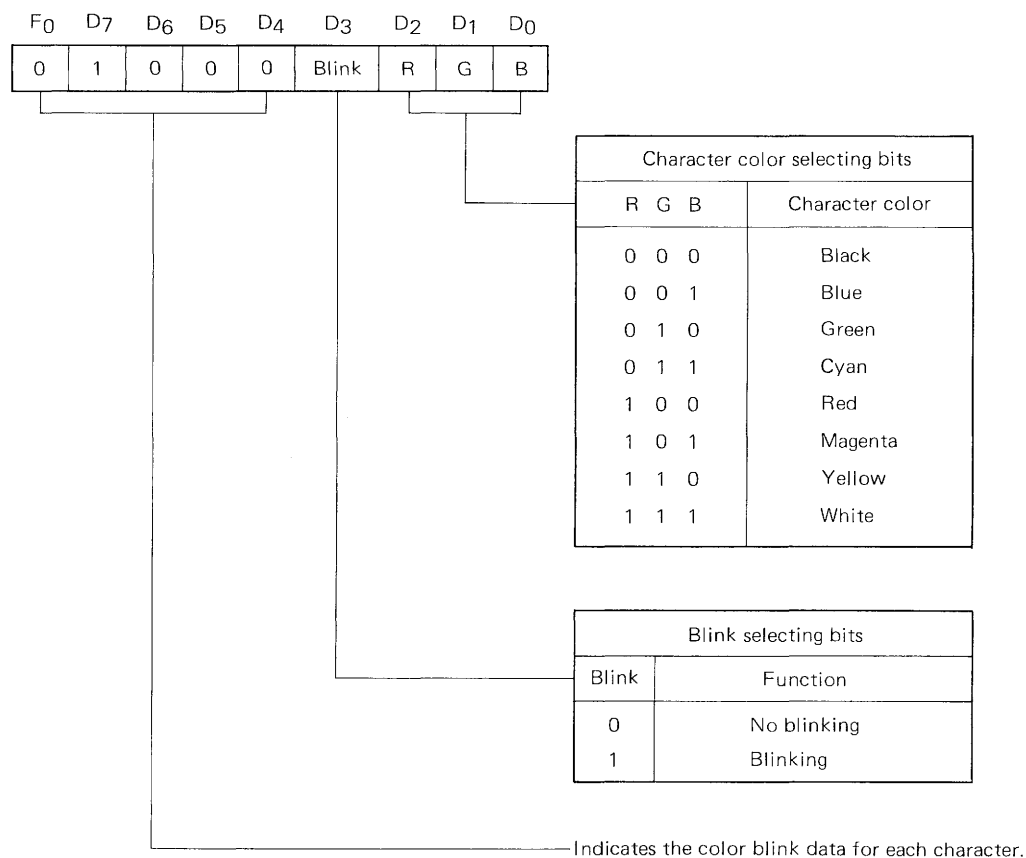 F0 D7 D6 D5 D4 D3 D2 D1 D0
0 1 0 0 0 Blink R G B
Character color selecting bits
R G B Character color
0 0 0 Black
0 0 1 Blue
0 1 0 Green
0 1 1 Cyan
1 0 0 Red
1 0 1 Magenta
1 1 0 Yellow
1 1 1 White
Blink selecting bits
Blink Function
0 No blinking
1 Blinking
Indicates the color blink data for each character.